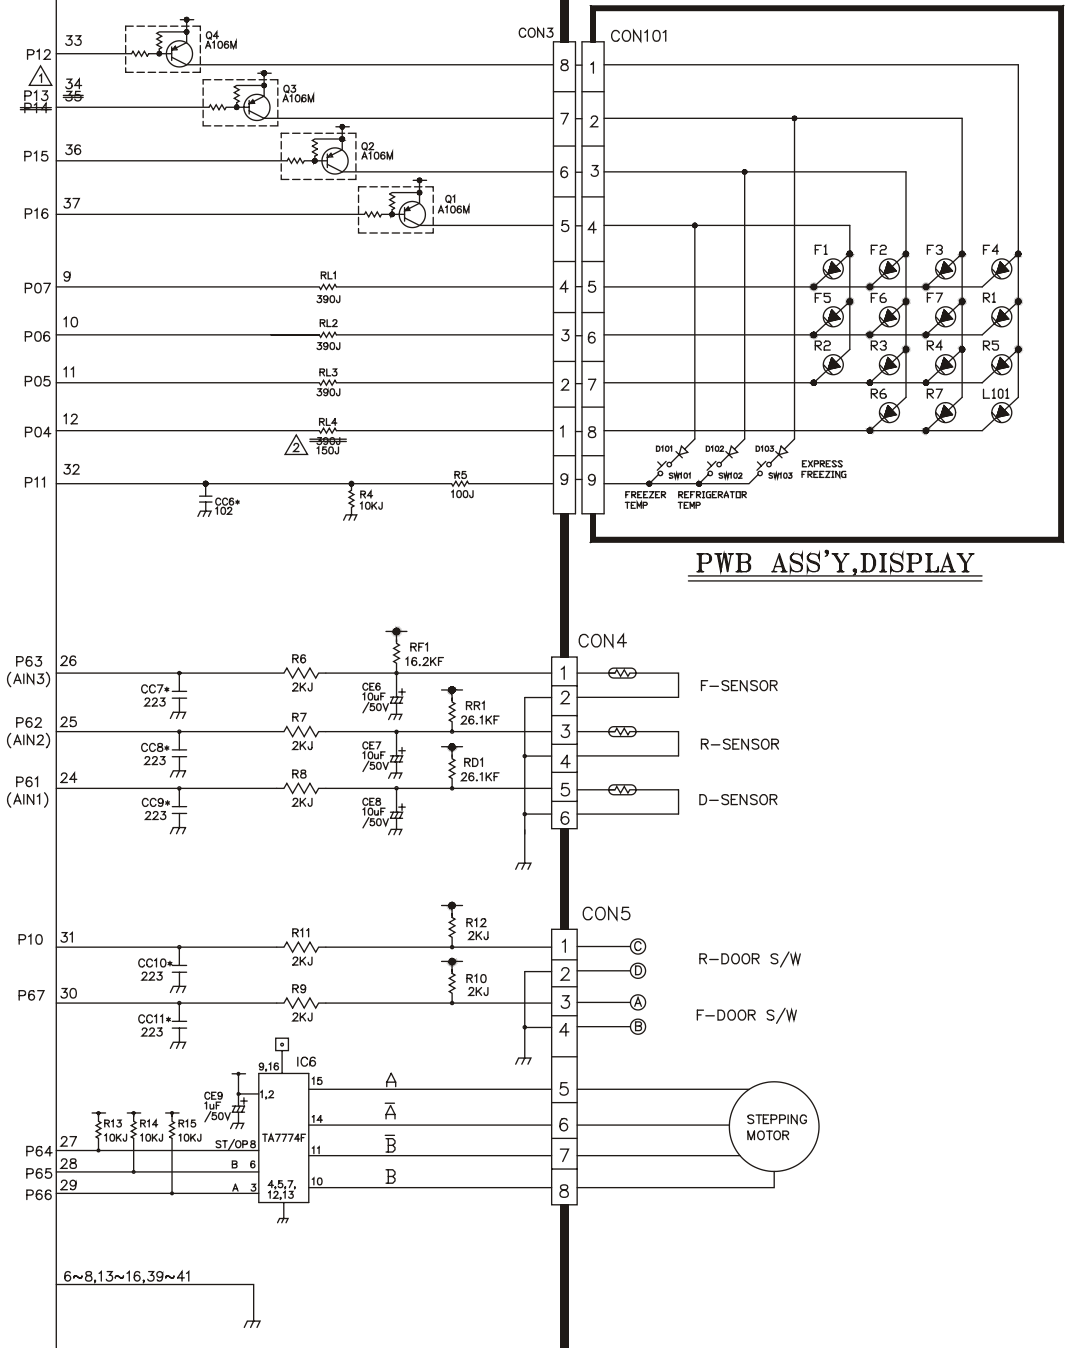 P12 33
Q4
A106M
CON3
CON101
8 1
1
34
P13 35
P14
Q3
A106M
7 2
P15 36
Q2
A106M
6 3
P16 37
Q1
A106M
5 4
F1 F2 F3 F4
P07 9
RL1
390J
4 5
F5 F6 F7 R1
P06 10
RL2
390J
3 6
R2 R3 R4 R5
P05 11
RL3
390J
2 7
R6 R7 L101
P04 12
RL4
390J
2 150J
1 8
D101 D102 D103
SW101 SW102 SW103
EXPRESS
FREEZING
P11 32
CC6*
102
R4
10KJ
R5
100J
9 9
FREEZER REFRIGERATOR
TEMP TEMP
PWB ASS'Y,DISPLAY
CON4
RF1
16.2KF
P63 26
(AIN3)
R6
2KJ
1
CC7*
223
CE6
10uF
/50V
+
2
F-SENSOR
RR1
26.1KF
P62 25
(AIN2)
R7
2KJ
3
CC8*
223
CE7
10uF
/50V
+
4
R-SENSOR
RD1
26.1KF
P61 24
(AIN1)
R8
2KJ
5
CC9*
223
CE8
10uF
/50V
+
6
D-SENSOR
CON5
R12
2KJ
P10 31
R11
2KJ
1 C
CC10*
223
2 D
R-DOOR S/W
R10
2KJ
P67 30
R9
2KJ
3 A
CC11*
223
4 B
F-DOOR S/W
9,16 IC6
CE9
1uF
/50V
+
1,2
15 A 5
14 A̅ 6
STEPPING
MOTOR
R13
10KJ
R14
10KJ
R15
10KJ
TA7774F
P64 27
ST/OP 8
11 B̅ 7
P65 28
B 6
P66 29
A 3
4,5,7,
12,13
10 B 8
6~8,13~16,39~41